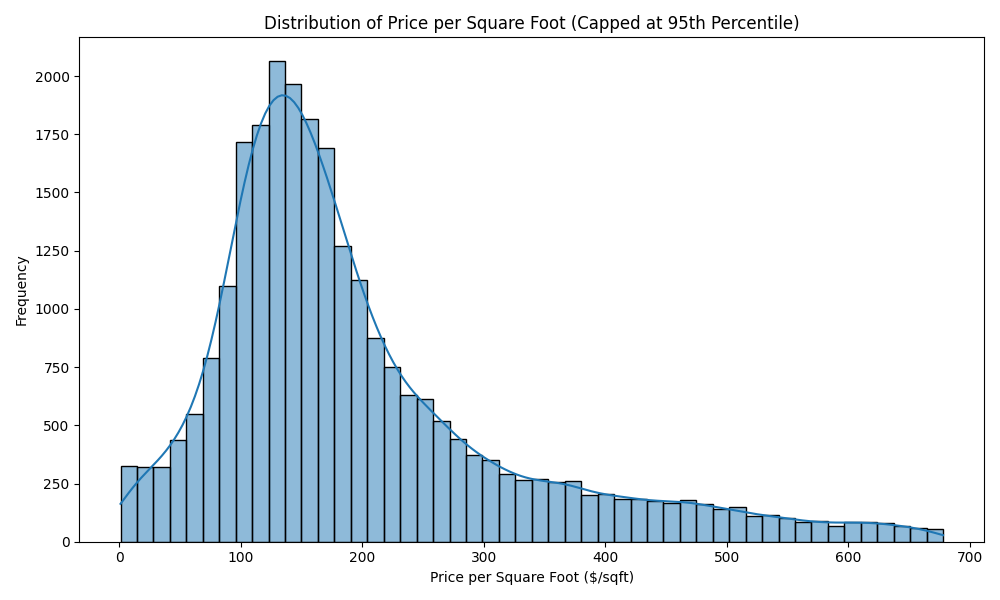 Distribution of Price per Square Foot (Capped at 95th Percentile)
Frequency
2000
1750
1500
1250
1000
750
500
250
0
0 100 200 300 400 500 600 700
Price per Square Foot ($/sqft)